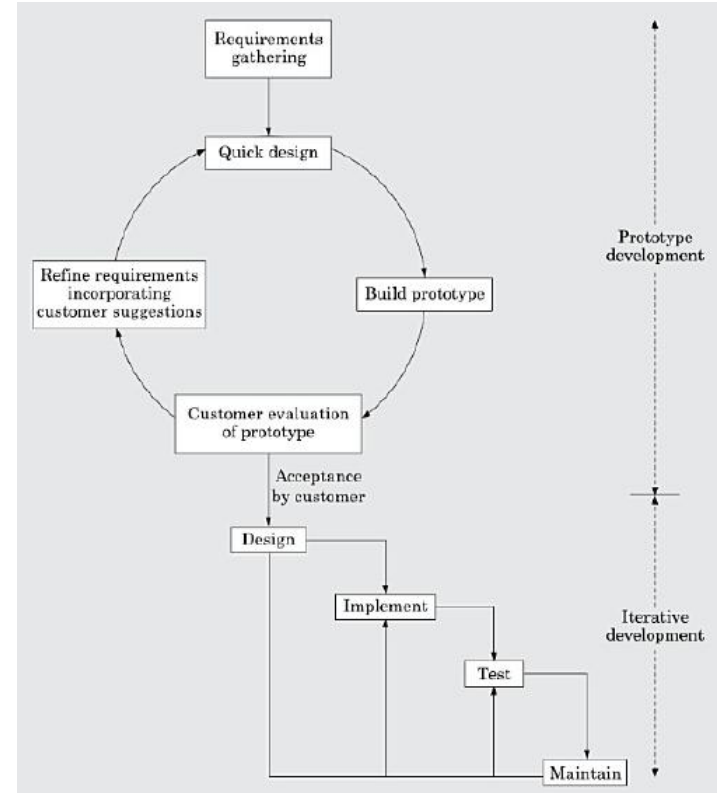 Requirements
gathering
Quick design
Prototype
development
Refine requirements
incorporating
customer suggestions
Build prototype
Customer evaluation
of prototype
Acceptance
by customer
Design
Implement
Iterative
development
Test
Maintain